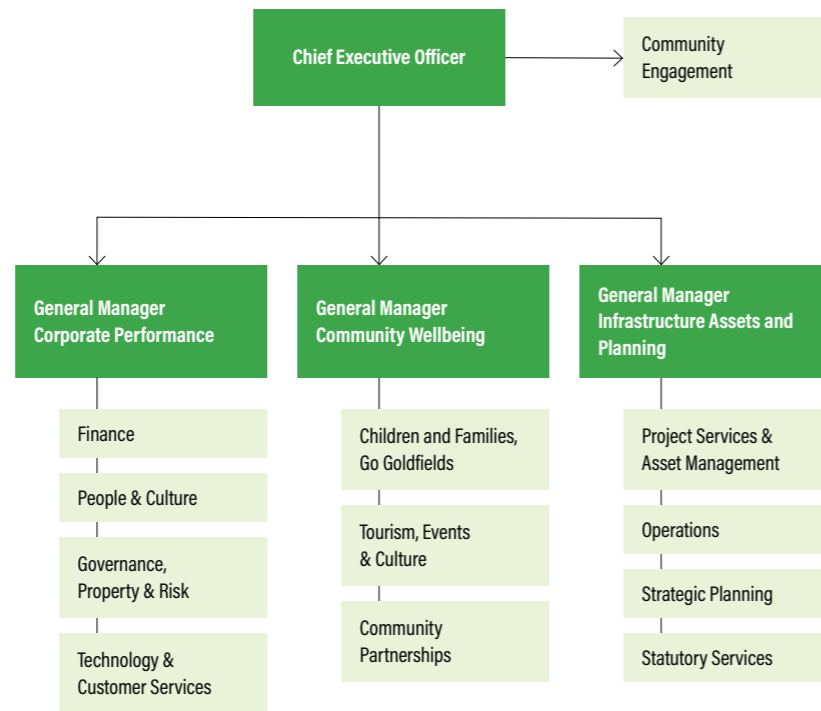 Chief Executive Officer
Community
Engagement
General Manager
Corporate Performance
Finance
People & Culture
Governance,
Property & Risk
Technology &
Customer Services
General Manager
Community Wellbeing
Children and Families,
Go Goldfields
Tourism, Events
& Culture
Community
Partnerships
General Manager
Infrastructure Assets and
Planning
Project Services &
Asset Management
Operations
Strategic Planning
Statutory Services